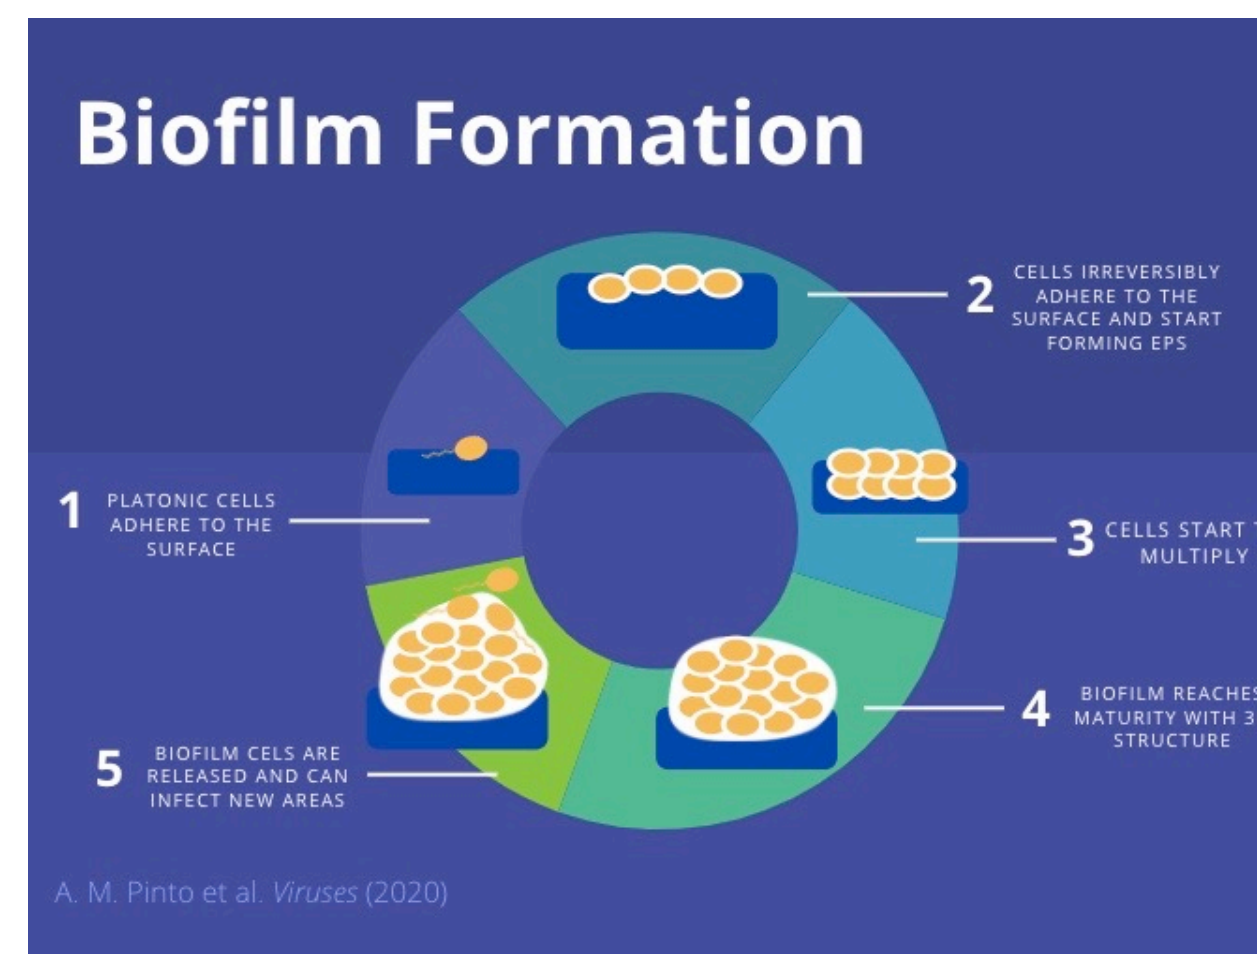 Biofilm Formation
2
CELLS IRREVERSIBLY
ADHERE TO THE
SURFACE AND START
FORMING EPS
1
PLATONIC CELLS
ADHERE TO THE
SURFACE
3
CELLS START
MULTIPLY
4
BIOFILM REACHES
MATURITY WITH 3
STRUCTURE
5
BIOFILM CELS ARE
RELEASED AND CAN
INFECT NEW AREAS
A. M. Pinto et al. Viruses (2020)